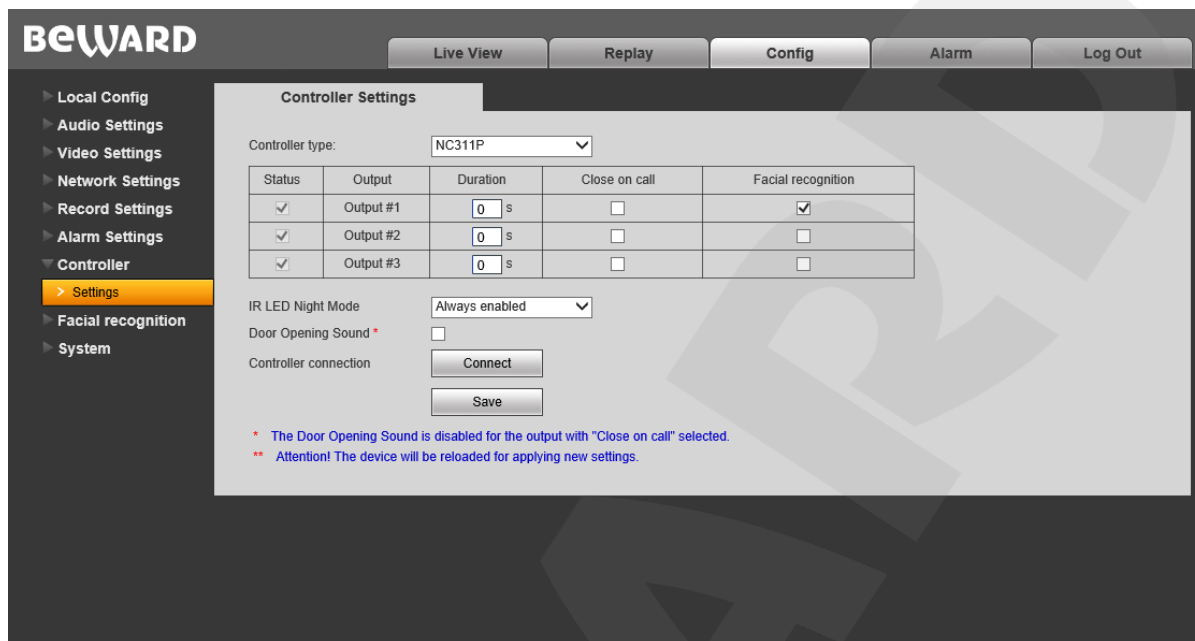 BEWARD
Live View Replay Config Alarm Log Out
Local Config
Audio Settings
Video Settings
Network Settings
Record Settings
Alarm Settings
Controller
> Settings
Facial recognition
System
Controller Settings
Controller type: NC311P
Status Output Duration Close on call Facial recognition
Output #1 0 s
Output #2 0 s
Output #3 0 s
IR LED Night Mode Always enabled
Door Opening Sound *
Controller connection Connect
Save
* The Door Opening Sound is disabled for the output with "Close on call" selected.
** Attention! The device will be reloaded for applying new settings.